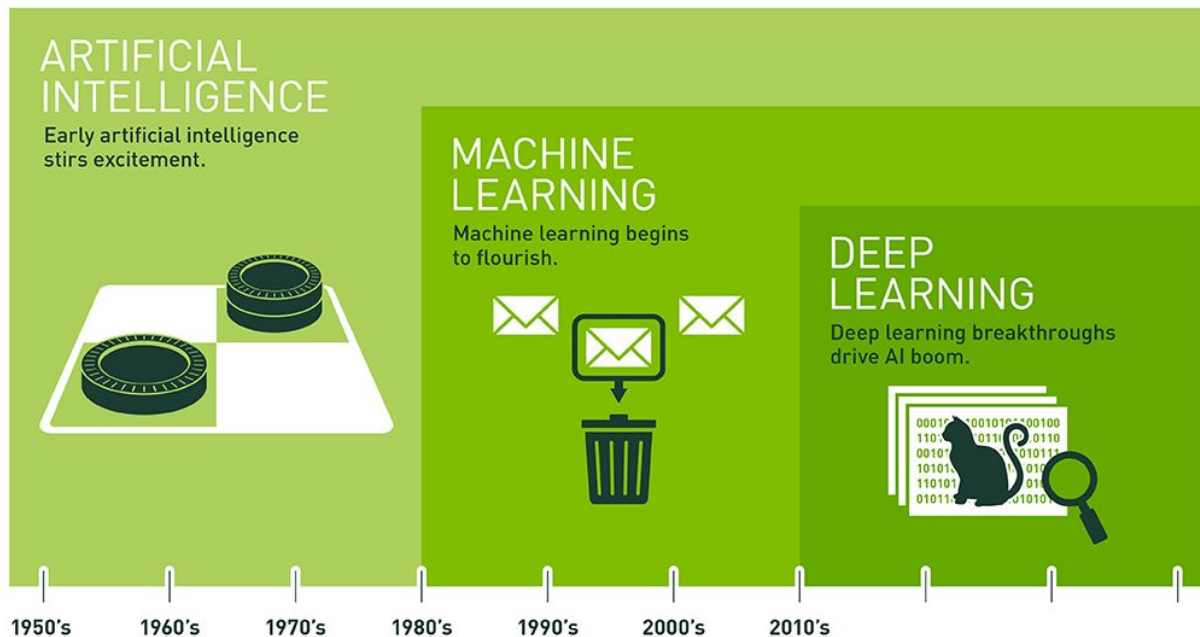 ARTIFICIAL
INTELLIGENCE
Early artificial intelligence
stirs excitement.
MACHINE
LEARNING
Machine learning begins
to flourish.
DEEP
LEARNING
Deep learning breakthroughs
drive AI boom.
1950's 1960's 1970's 1980's 1990's 2000's 2010's